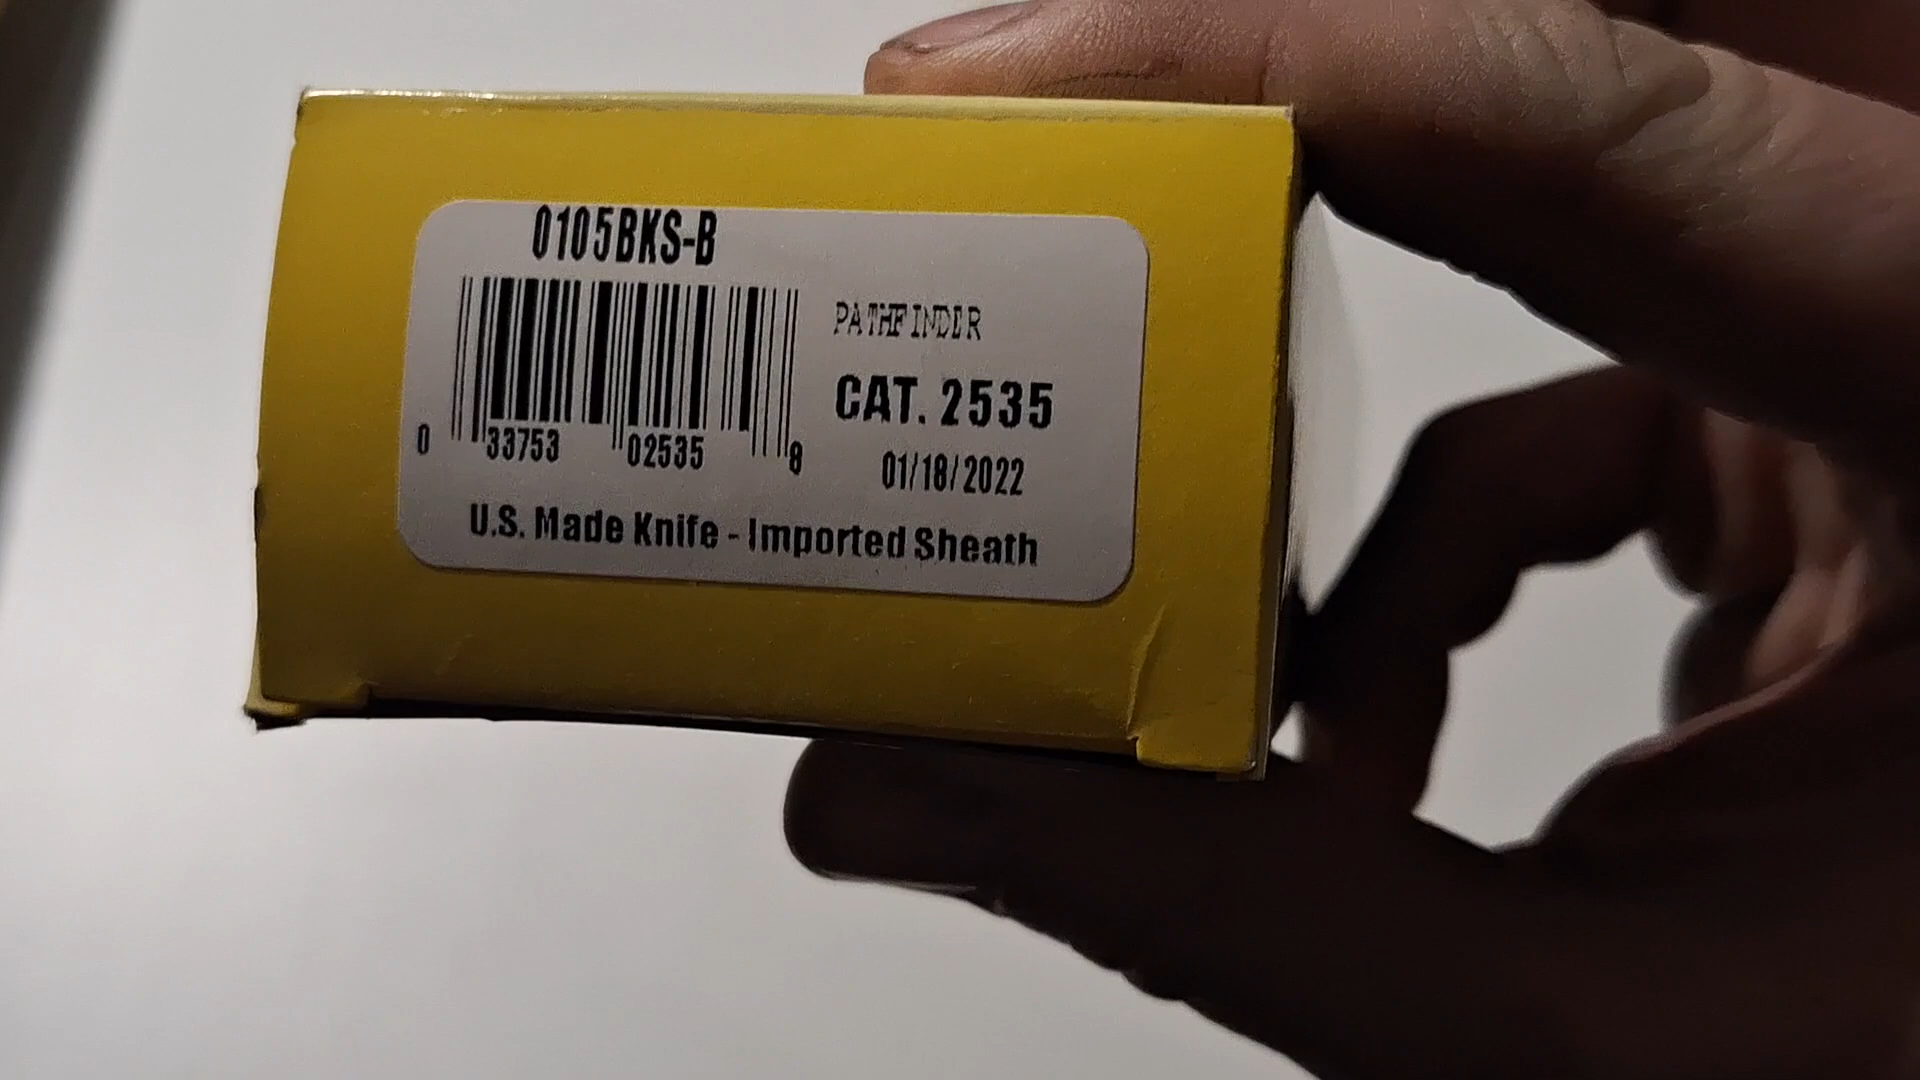 0105BKS-B
PATHFINDER
CAT. 2535
0 33753 02535 8
01/18/2022
U.S. Made Knife - Imported Sheath